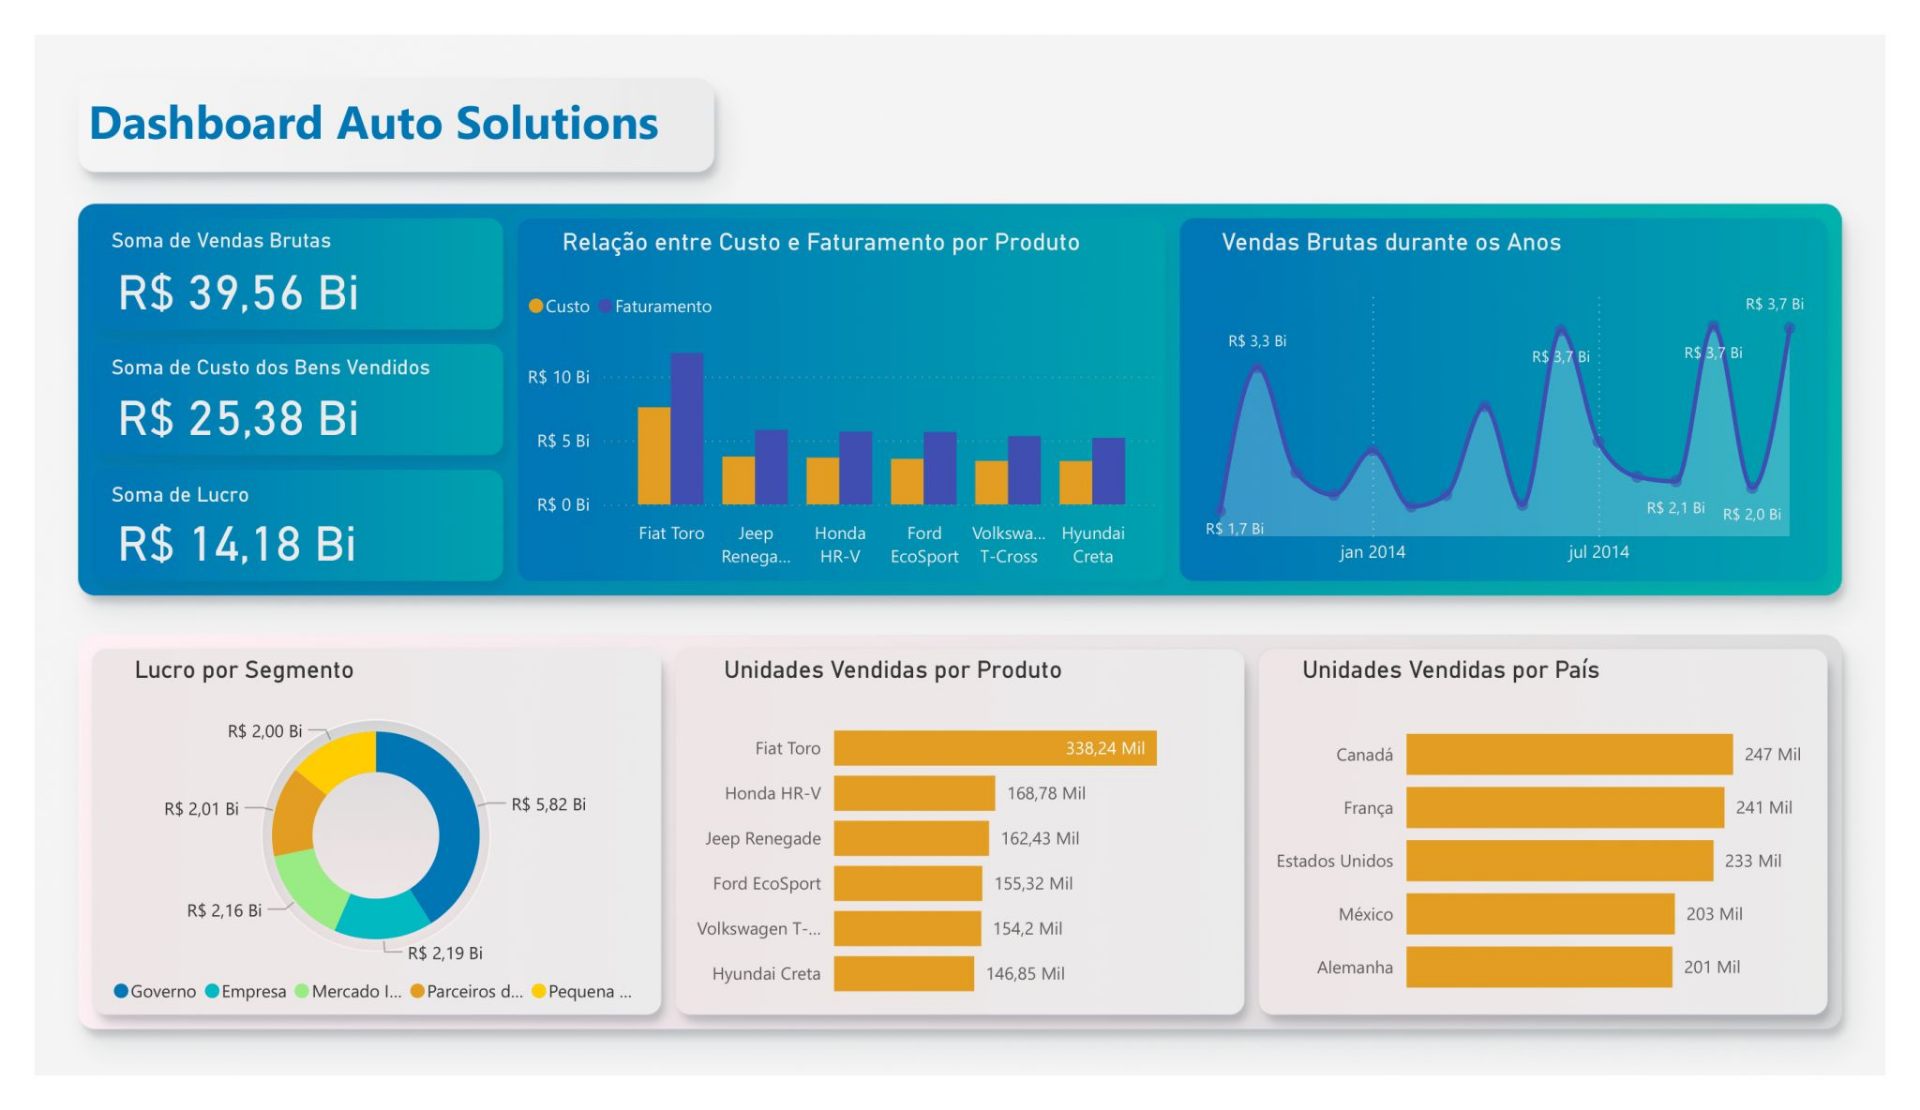 Dashboard Auto Solutions
Soma de Vendas Brutas
R$ 39,56 Bi
Soma de Custo dos Bens Vendidos
R$ 25,38 Bi
Soma de Lucro
R$ 14,18 Bi
Relação entre Custo e Faturamento por Produto
Custo Faturamento
R$ 10 Bi
R$ 5 Bi
R$ 0 Bi
Fiat Toro
Jeep
Renega...
Honda
HR-V
Ford
EcoSport
Volkswa...
T-Cross
Hyundai
Creta
Vendas Brutas durante os Anos
R$ 3,7 Bi
R$ 3,3 Bi
R$ 3,7 Bi
R$ 3,7 Bi
R$ 1,7 Bi
R$ 2,1 Bi
R$ 2,0 Bi
jan 2014
jul 2014
Lucro por Segmento
R$ 2,00 Bi
R$ 5,82 Bi
R$ 2,01 Bi
R$ 2,16 Bi
R$ 2,19 Bi
Governo Empresa Mercado I... Parceiros d... Pequena ...
Unidades Vendidas por Produto
Fiat Toro 338,24 Mil
Honda HR-V 168,78 Mil
Jeep Renegade 162,43 Mil
Ford EcoSport 155,32 Mil
Volkswagen T-... 154,2 Mil
Hyundai Creta 146,85 Mil
Unidades Vendidas por País
Canadá 247 Mil
França 241 Mil
Estados Unidos 233 Mil
México 203 Mil
Alemanha 201 Mil